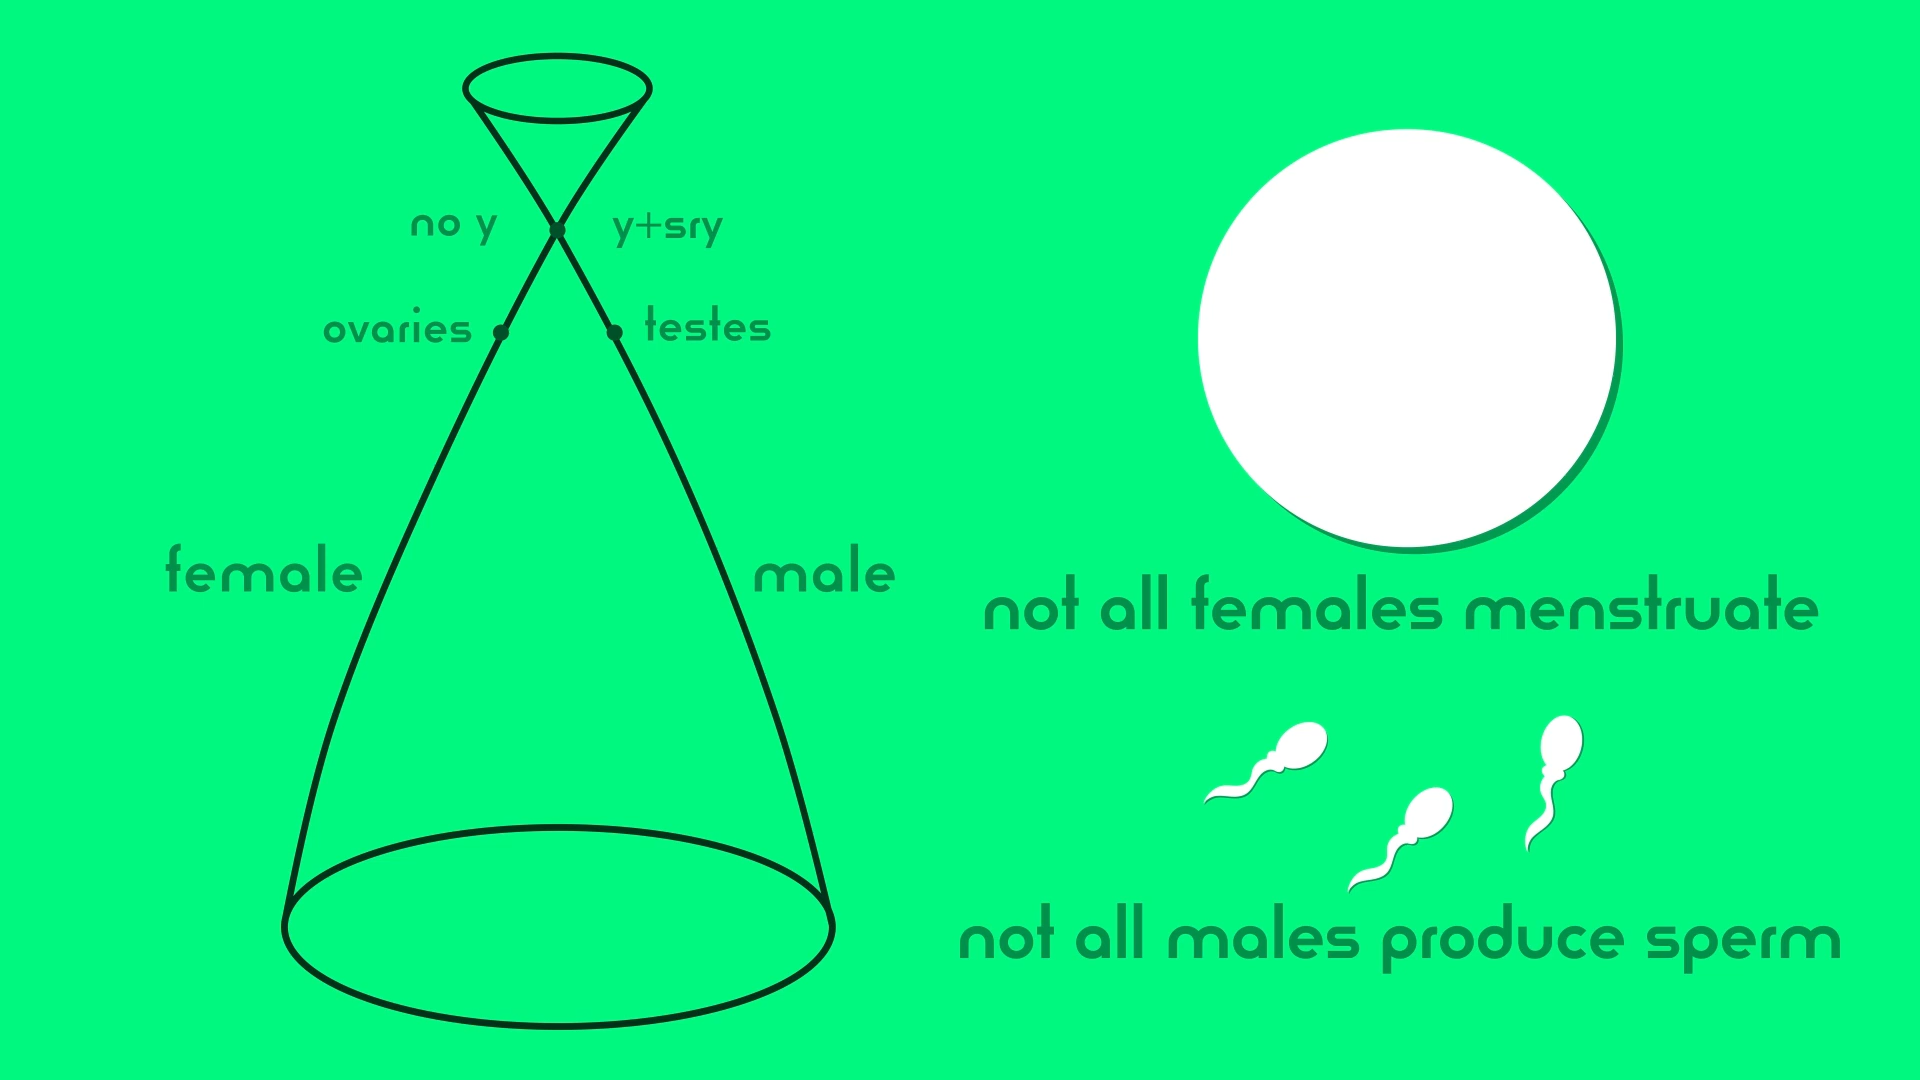 no y
y+sry
ovaries
testes
female
male
not all females menstruate
not all males produce sperm